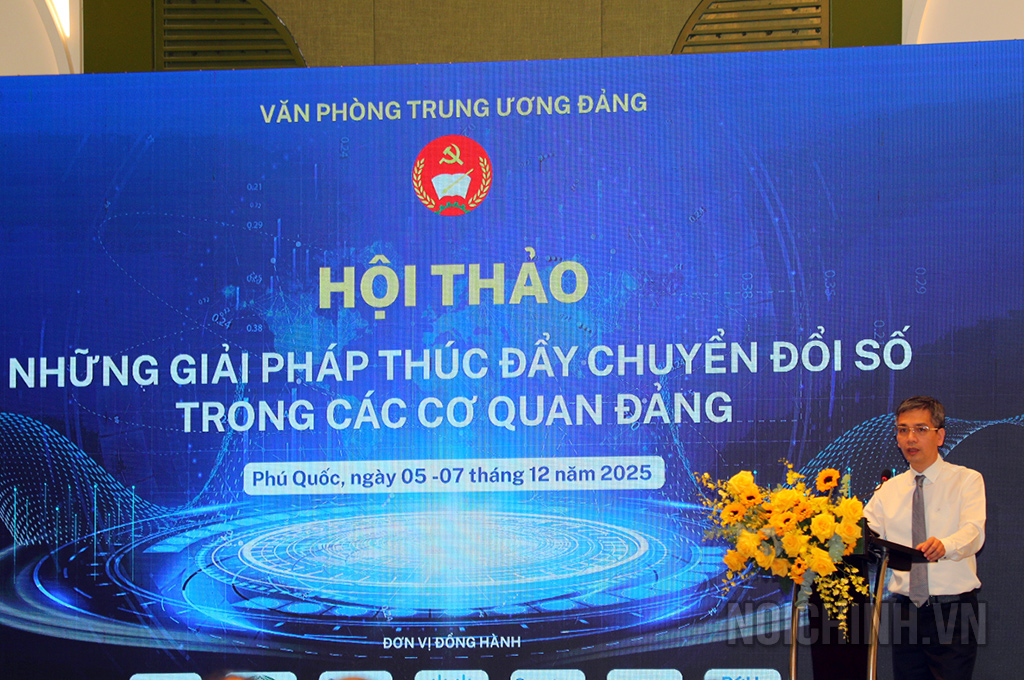 VĂN PHÒNG TRUNG ƯƠNG ĐẢNG
HỘI THẢO
NHỮNG GIẢI PHÁP THÚC ĐẨY CHUYỂN ĐỔI SỐ
TRONG CÁC CƠ QUAN ĐẢNG
Phú Quốc, ngày 05 -07 tháng 12 năm 2025
ĐƠN VỊ ĐỒNG HÀNH
NOICHINH.VN